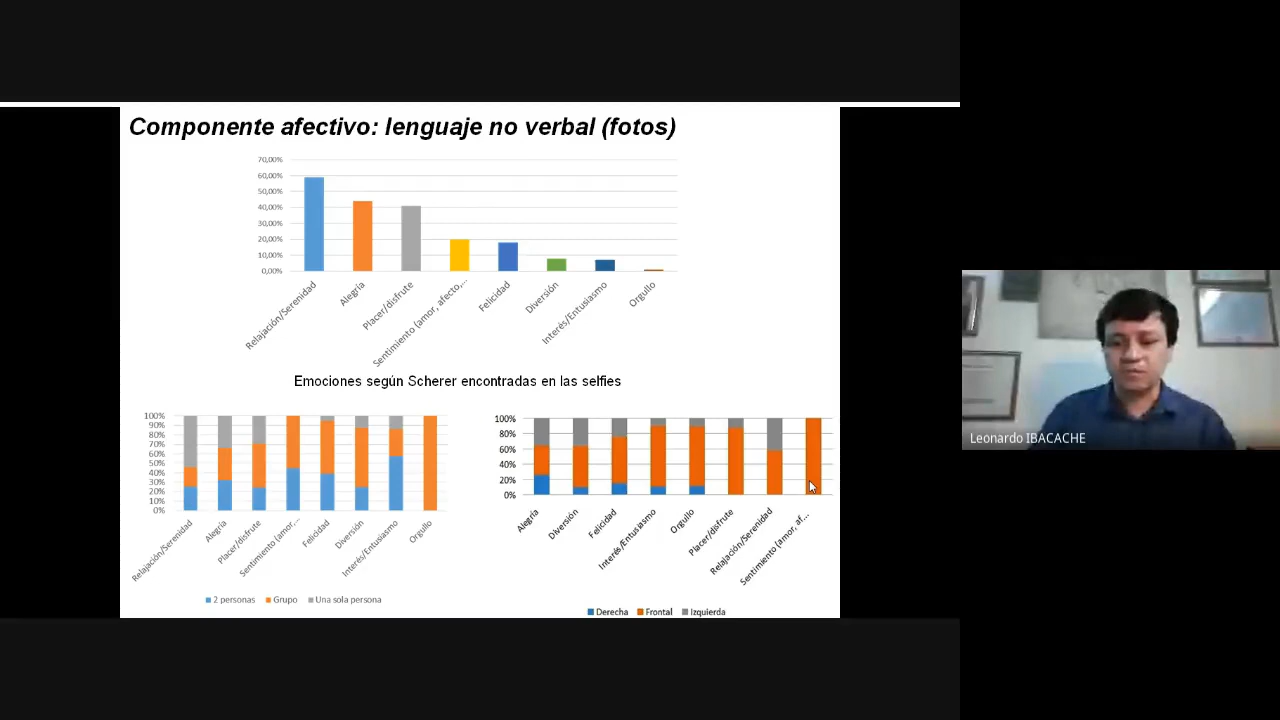 Componente afectivo: lenguaje no verbal (fotos)
70,00%
60,00%
50,00%
40,00%
30,00%
20,00%
10,00%
0,00%
Relajación/Serenidad
Alegría
Placer/disfrute
Sentimiento (amor, afecto,...
Felicidad
Diversión
Interés/Entusiasmo
Orgullo
Emociones según Scherer encontradas en las selfies
100%
90%
80%
70%
60%
50%
40%
30%
20%
10%
0%
Relajación/Serenidad
Alegría
Placer/disfrute
Sentimiento (amor,...
Felicidad
Diversión
Interés/Entusiasmo
Orgullo
2 personas Grupo Una sola persona
100%
80%
60%
40%
20%
0%
Alegría
Diversión
Felicidad
Interés/Entusiasmo
Orgullo
Placer/disfrute
Relajación/Serenidad
Sentimiento (amor, af...
Derecha Frontal Izquierda
Leonardo IBACACHE